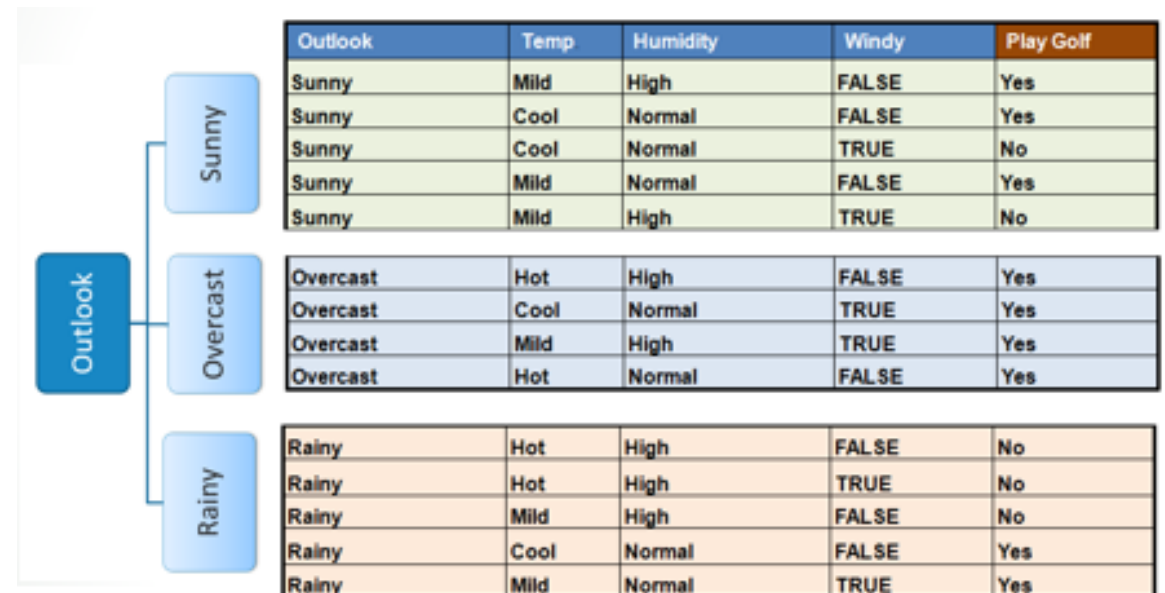 Outlook Temp Humidity Windy Play Golf
Sunny Mild High FALSE Yes
Sunny Cool Normal FALSE Yes
Sunny Cool Normal TRUE No
Sunny Mild Normal FALSE Yes
Sunny Mild High TRUE No
Overcast Hot High FALSE Yes
Overcast Cool Normal TRUE Yes
Overcast Mild High TRUE Yes
Overcast Hot Normal FALSE Yes
Rainy Hot High FALSE No
Rainy Hot High TRUE No
Rainy Mild High FALSE No
Rainy Cool Normal FALSE Yes
Rainy Mild Normal TRUE Yes
Outlook
Sunny
Overcast
Rainy